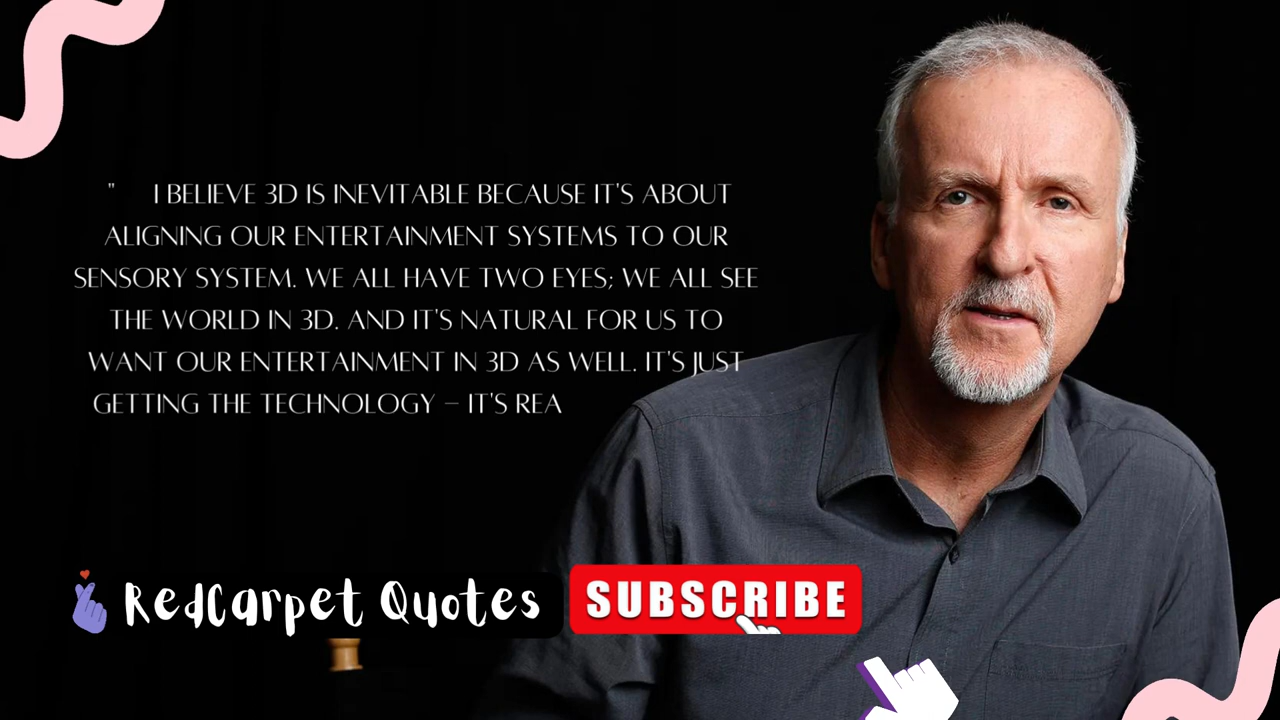 " I BELIEVE 3D IS INEVITABLE BECAUSE IT'S ABOUT
ALIGNING OUR ENTERTAINMENT SYSTEMS TO OUR
SENSORY SYSTEM. WE ALL HAVE TWO EYES; WE ALL SEE
THE WORLD IN 3D. AND IT'S NATURAL FOR US TO
WANT OUR ENTERTAINMENT IN 3D AS WELL. IT'S JUST
GETTING THE TECHNOLOGY – IT'S REA
RedCarpet Quotes
SUBSCRIBE